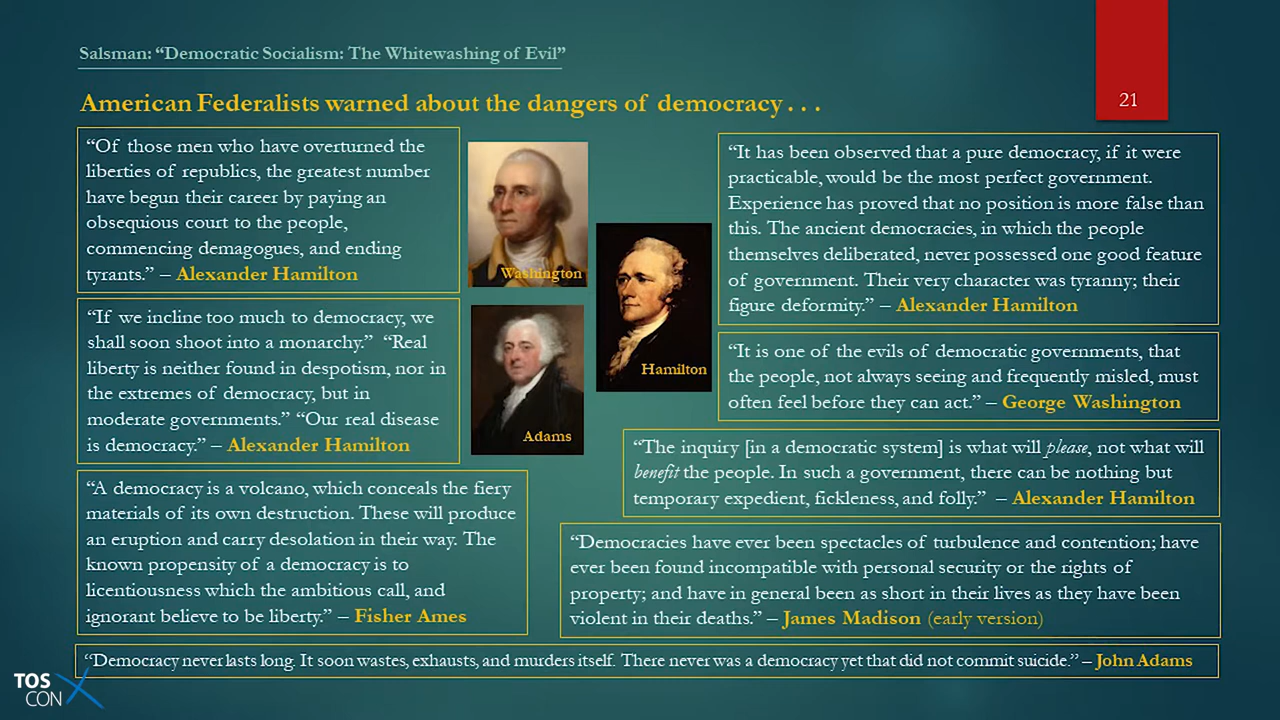 Salsman: “Democratic Socialism: The Whitewashing of Evil”
21
American Federalists warned about the dangers of democracy . . .
“Of those men who have overturned the
liberties of republics, the greatest number
have begun their career by paying an
obsequious court to the people,
commencing demagogues, and ending
tyrants.” – Alexander Hamilton
“If we incline too much to democracy, we
shall soon shoot into a monarchy.” “Real
liberty is neither found in despotism, nor in
the extremes of democracy, but in
moderate governments.” “Our real disease
is democracy.” – Alexander Hamilton
“A democracy is a volcano, which conceals the fiery
materials of its own destruction. These will produce
an eruption and carry desolation in their way. The
known propensity of a democracy is to
licentiousness which the ambitious call, and
ignorant believe to be liberty.” – Fisher Ames
Washington
Hamilton
Adams
“It has been observed that a pure democracy, if it were
practicable, would be the most perfect government.
Experience has proved that no position is more false than
this. The ancient democracies, in which the people
themselves deliberated, never possessed one good feature
of government. Their very character was tyranny; their
figure deformity.” – Alexander Hamilton
“It is one of the evils of democratic governments, that
the people, not always seeing and frequently misled, must
often feel before they can act.” – George Washington
“The inquiry [in a democratic system] is what will please, not what will
benefit the people. In such a government, there can be nothing but
temporary expedient, fickleness, and folly.” – Alexander Hamilton
“Democracies have ever been spectacles of turbulence and contention; have
ever been found incompatible with personal security or the rights of
property; and have in general been as short in their lives as they have been
violent in their deaths.” – James Madison (early version)
“Democracy never lasts long. It soon wastes, exhausts, and murders itself. There never was a democracy yet that did not commit suicide.” – John Adams
TOS
CON